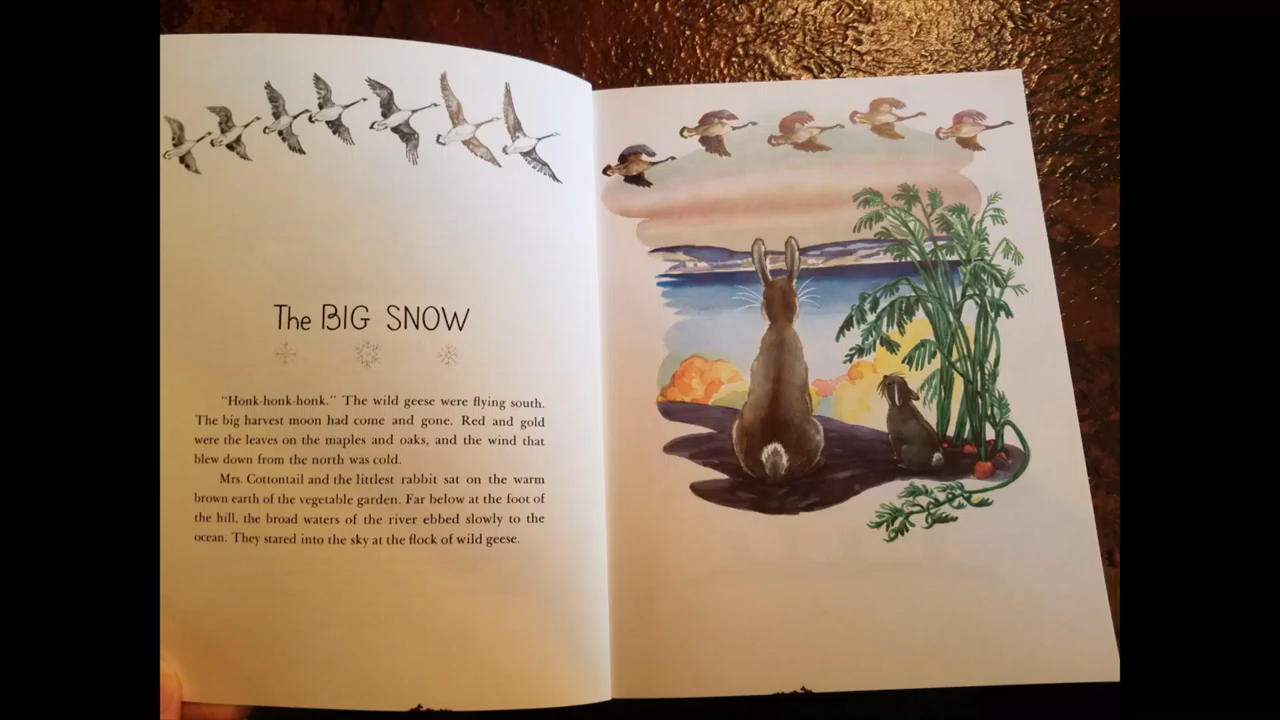 The BIG SNOW
"Honk-honk-honk." The wild geese were flying south.
The big harvest moon had come and gone. Red and gold
were the leaves on the maples and oaks, and the wind that
blew down from the north was cold.
Mrs. Cottontail and the littlest rabbit sat on the warm
brown earth of the vegetable garden. Far below at the foot of
the hill, the broad waters of the river ebbed slowly to the
ocean. They stared into the sky at the flock of wild geese.